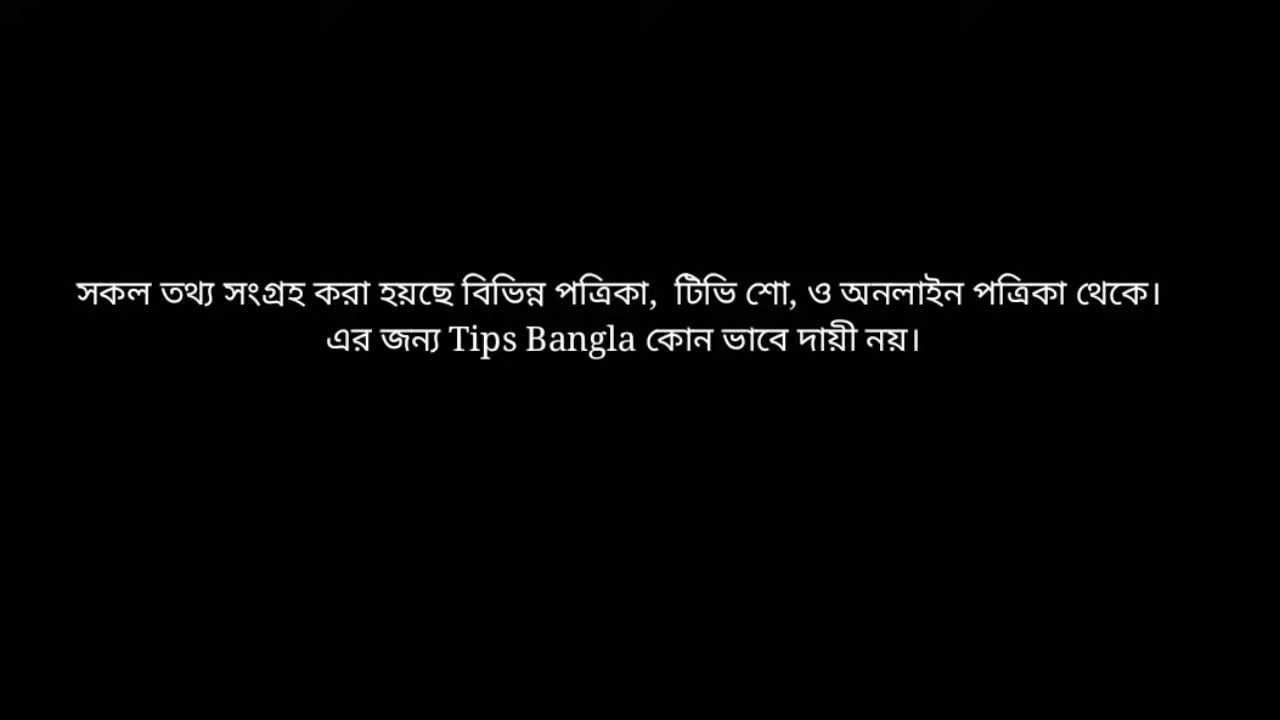 সকল তথ্য সংগ্রহ করা হয়ছে বিভিন্ন পত্রিকা, টিভি শো, ও অনলাইন পত্রিকা থেকে।
এর জন্য Tips Bangla কোন ভাবে দায়ী নয়।